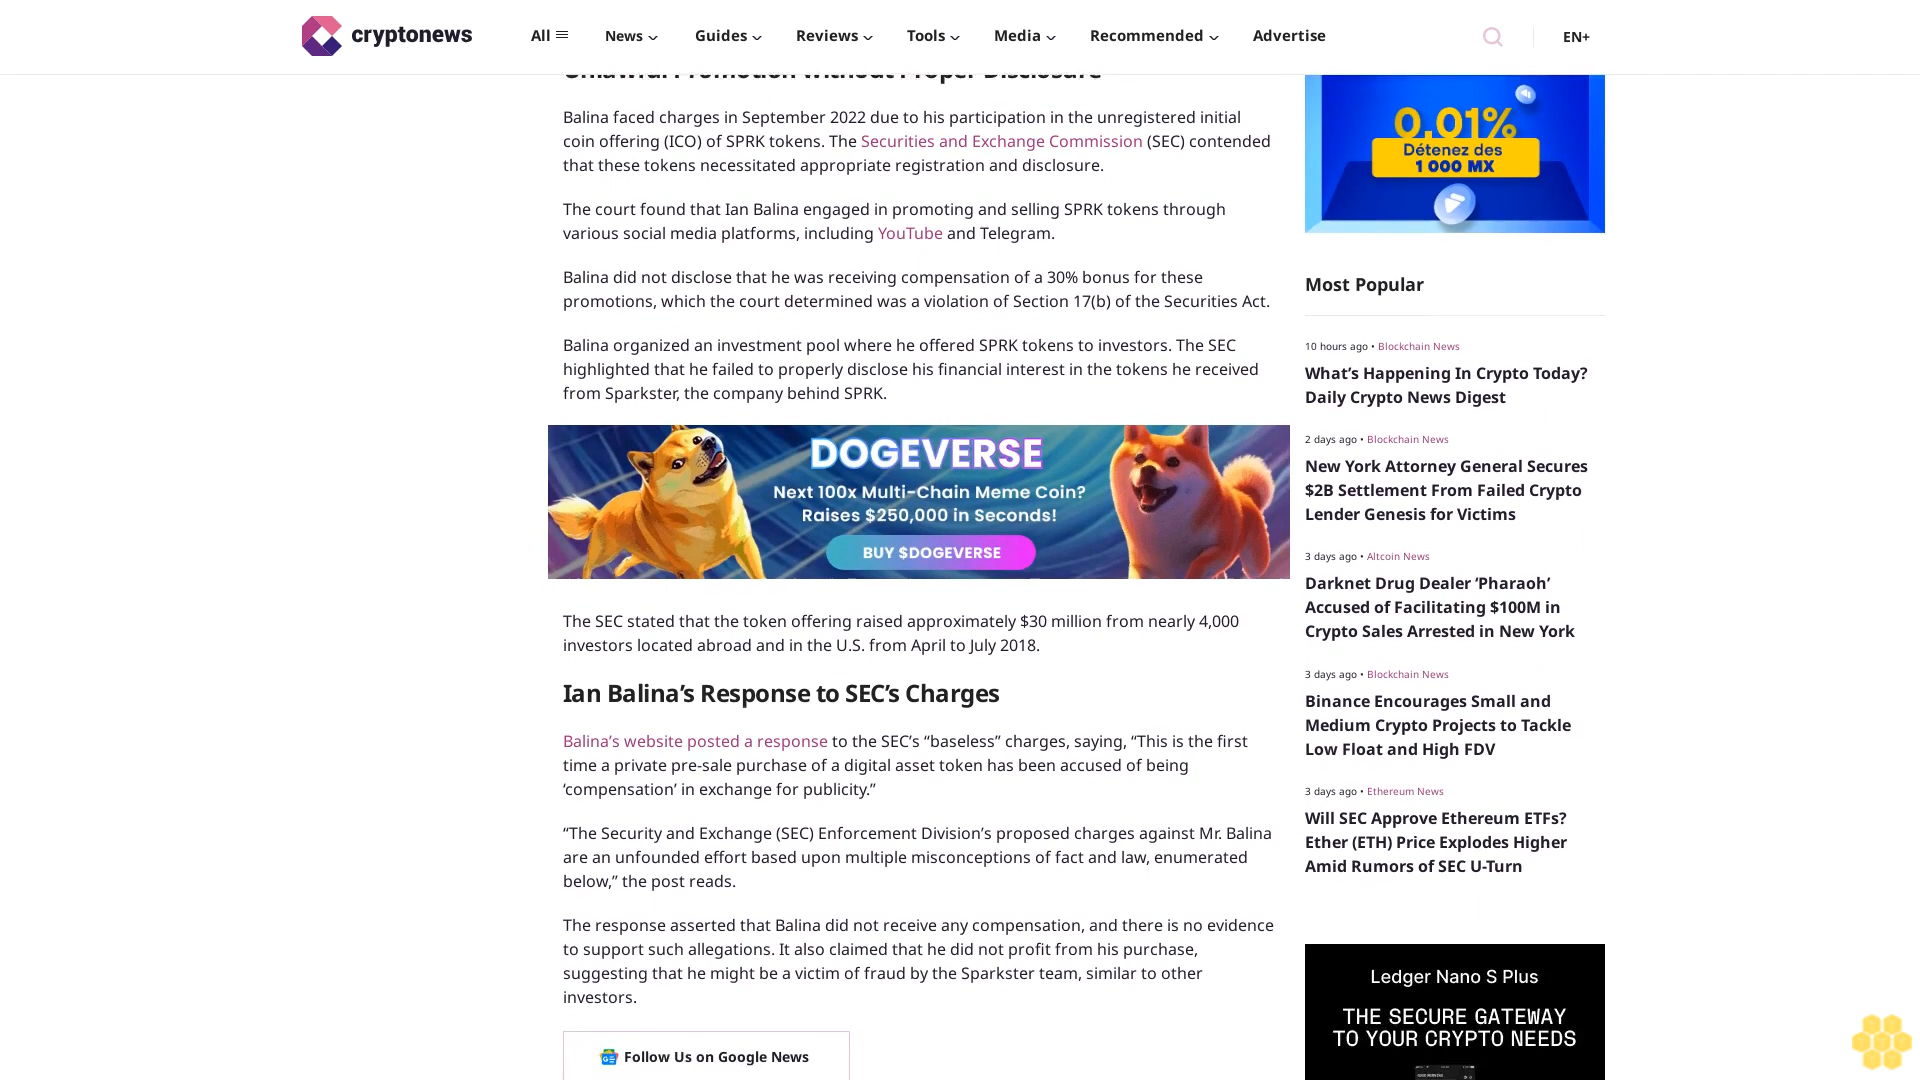 cryptonews
All
News
Guides
Reviews
Tools
Media
Recommended
Advertise
EN+
Unlawful Promotion Without Proper Disclosure
Balina faced charges in September 2022 due to his participation in the unregistered initial
coin offering (ICO) of SPRK tokens. The Securities and Exchange Commission (SEC) contended
that these tokens necessitated appropriate registration and disclosure.
The court found that Ian Balina engaged in promoting and selling SPRK tokens through
various social media platforms, including YouTube and Telegram.
Balina did not disclose that he was receiving compensation of a 30% bonus for these
promotions, which the court determined was a violation of Section 17(b) of the Securities Act.
Balina organized an investment pool where he offered SPRK tokens to investors. The SEC
highlighted that he failed to properly disclose his financial interest in the tokens he received
from Sparkster, the company behind SPRK.
DOGEVERSE
Next 100x Multi-Chain Meme Coin?
Raises $250,000 in Seconds!
BUY $DOGEVERSE
The SEC stated that the token offering raised approximately $30 million from nearly 4,000
investors located abroad and in the U.S. from April to July 2018.
Ian Balina’s Response to SEC’s Charges
Balina’s website posted a response to the SEC’s “baseless” charges, saying, “This is the first
time a private pre-sale purchase of a digital asset token has been accused of being
‘compensation’ in exchange for publicity.”
“The Security and Exchange (SEC) Enforcement Division’s proposed charges against Mr. Balina
are an unfounded effort based upon multiple misconceptions of fact and law, enumerated
below,” the post reads.
The response asserted that Balina did not receive any compensation, and there is no evidence
to support such allegations. It also claimed that he did not profit from his purchase,
suggesting that he might be a victim of fraud by the Sparkster team, similar to other
investors.
Follow Us on Google News
0.01%
Détenez des
1 000 MX
Most Popular
10 hours ago • Blockchain News
What’s Happening In Crypto Today?
Daily Crypto News Digest
2 days ago • Blockchain News
New York Attorney General Secures
$2B Settlement From Failed Crypto
Lender Genesis for Victims
3 days ago • Altcoin News
Darknet Drug Dealer ‘Pharaoh’
Accused of Facilitating $100M in
Crypto Sales Arrested in New York
3 days ago • Blockchain News
Binance Encourages Small and
Medium Crypto Projects to Tackle
Low Float and High FDV
3 days ago • Ethereum News
Will SEC Approve Ethereum ETFs?
Ether (ETH) Price Explodes Higher
Amid Rumors of SEC U-Turn
Ledger Nano S Plus
THE SECURE GATEWAY
TO YOUR CRYPTO NEEDS